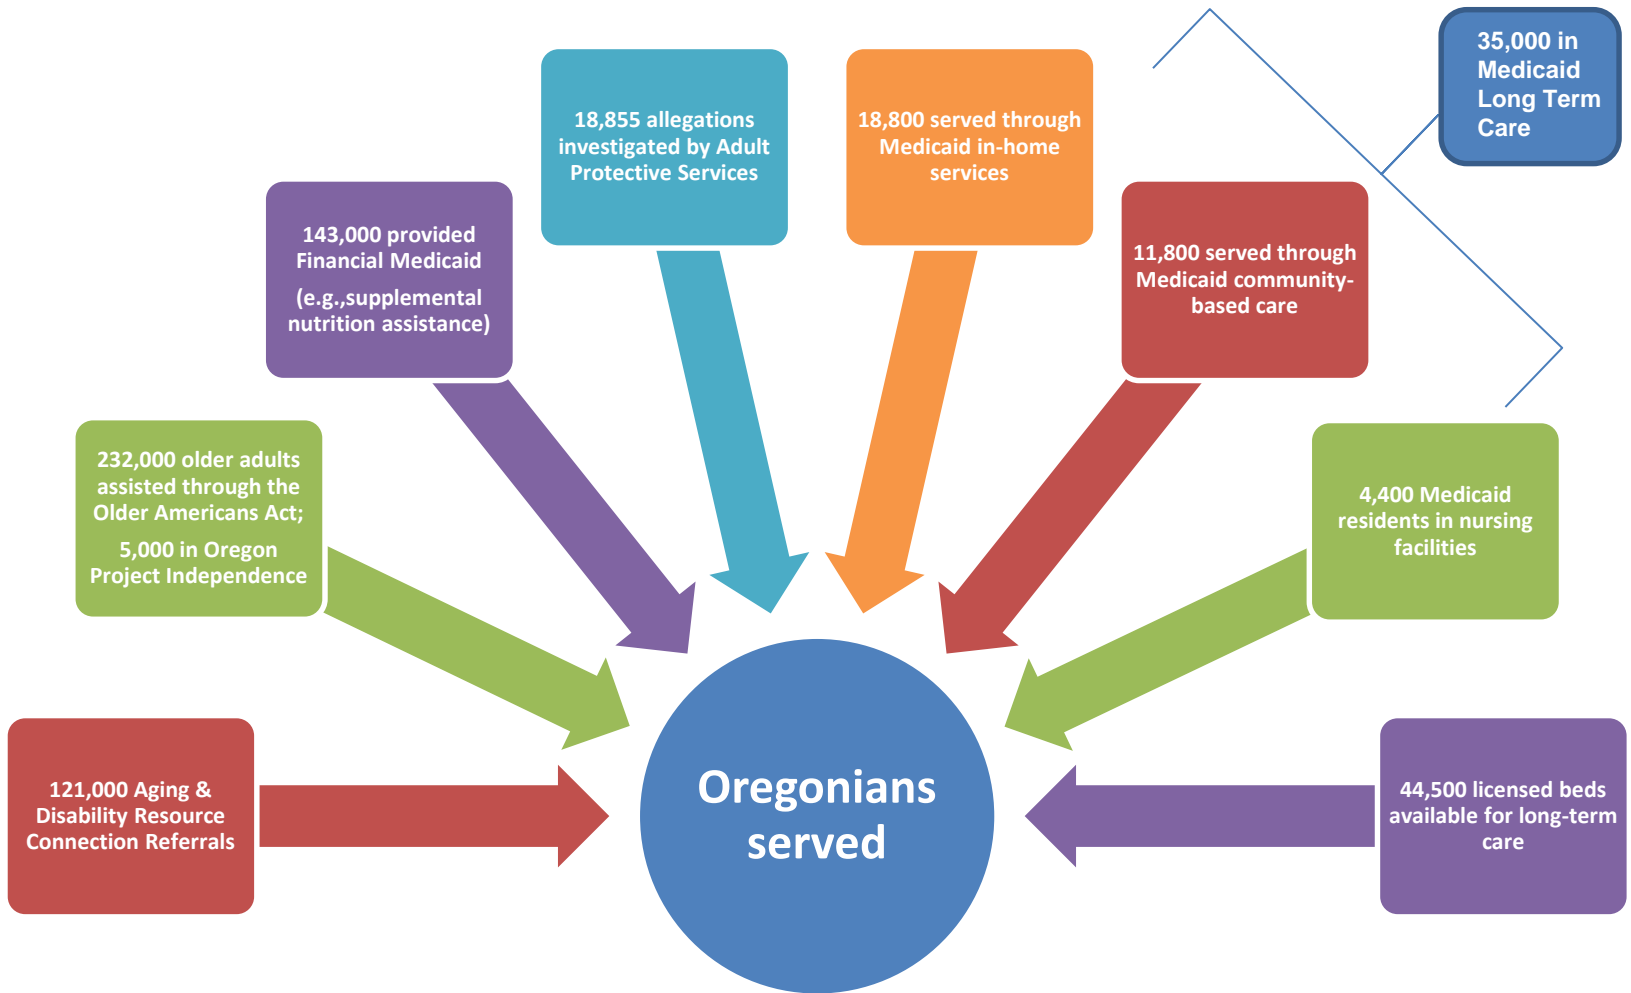 35,000 in
Medicaid
Long Term
Care
18,855 allegations
investigated by Adult
Protective Services
18,800 served through
Medicaid in-home
services
143,000 provided
Financial Medicaid
(e.g.,supplemental
nutrition assistance)
11,800 served through
Medicaid community-
based care
232,000 older adults
assisted through the
Older Americans Act;
5,000 in Oregon
Project Independence
4,400 Medicaid
residents in nursing
facilities
121,000 Aging &
Disability Resource
Connection Referrals
Oregonians
served
44,500 licensed beds
available for long-term
care